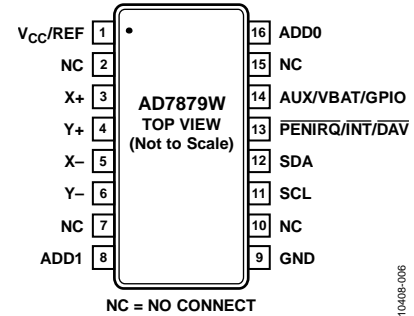 VCC/REF 1
NC 2
X+ 3
Y+ 4
X– 5
Y– 6
NC 7
ADD1 8
AD7879W
TOP VIEW
(Not to Scale)
16 ADD0
15 NC
14 AUX/VBAT/GPIO
13 PENIRQ/INT/DAV
12 SDA
11 SCL
10 NC
9 GND
NC = NO CONNECT
10408-006